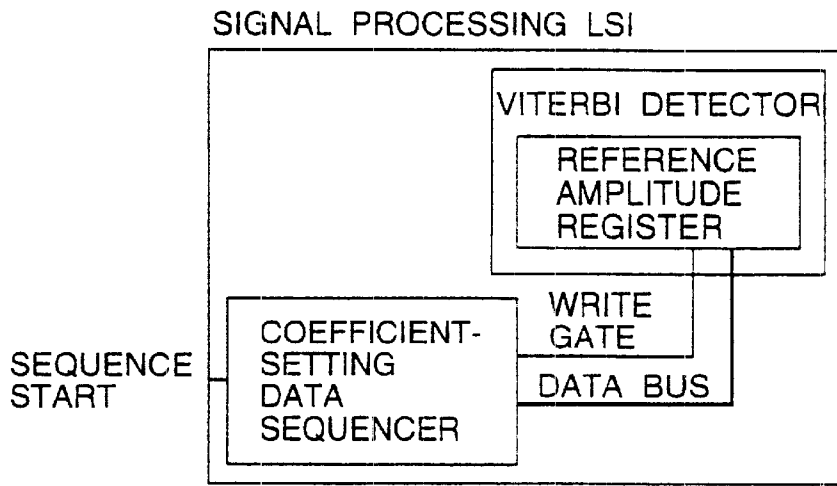 SIGNAL PROCESSING LSI
VITERBI DETECTOR
REFERENCE
AMPLITUDE
REGISTER
WRITE
GATE
COEFFICIENT-
SETTING
DATA
SEQUENCER
SEQUENCE
START
DATA BUS